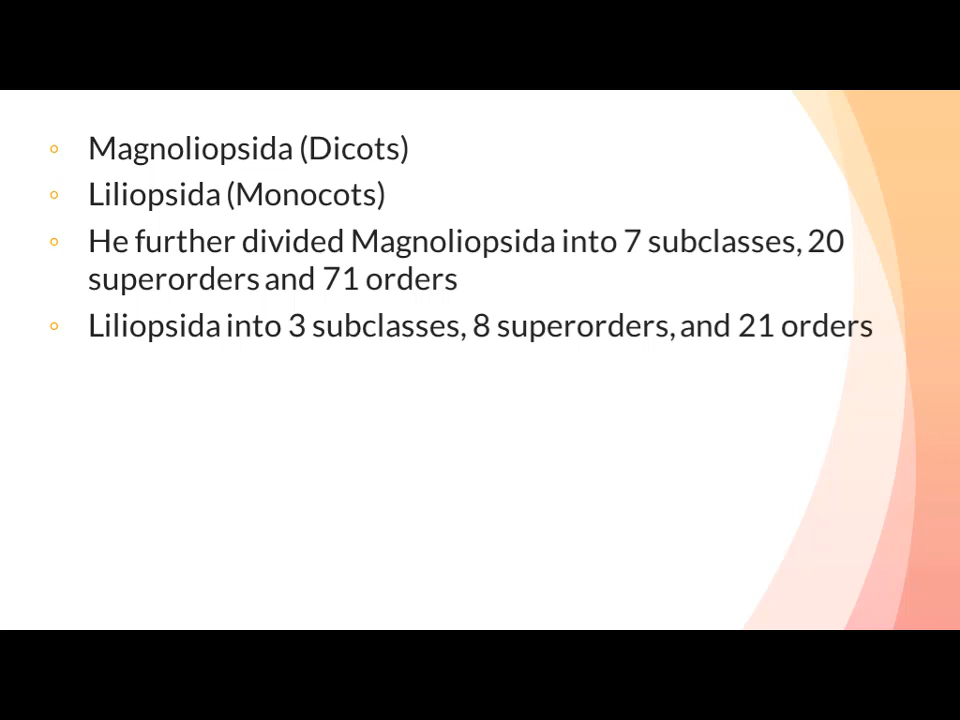 Magnoliopsida (Dicots)
Liliopsida (Monocots)
He further divided Magnoliopsida into 7 subclasses, 20
superorders and 71 orders
Liliopsida into 3 subclasses, 8 superorders, and 21 orders